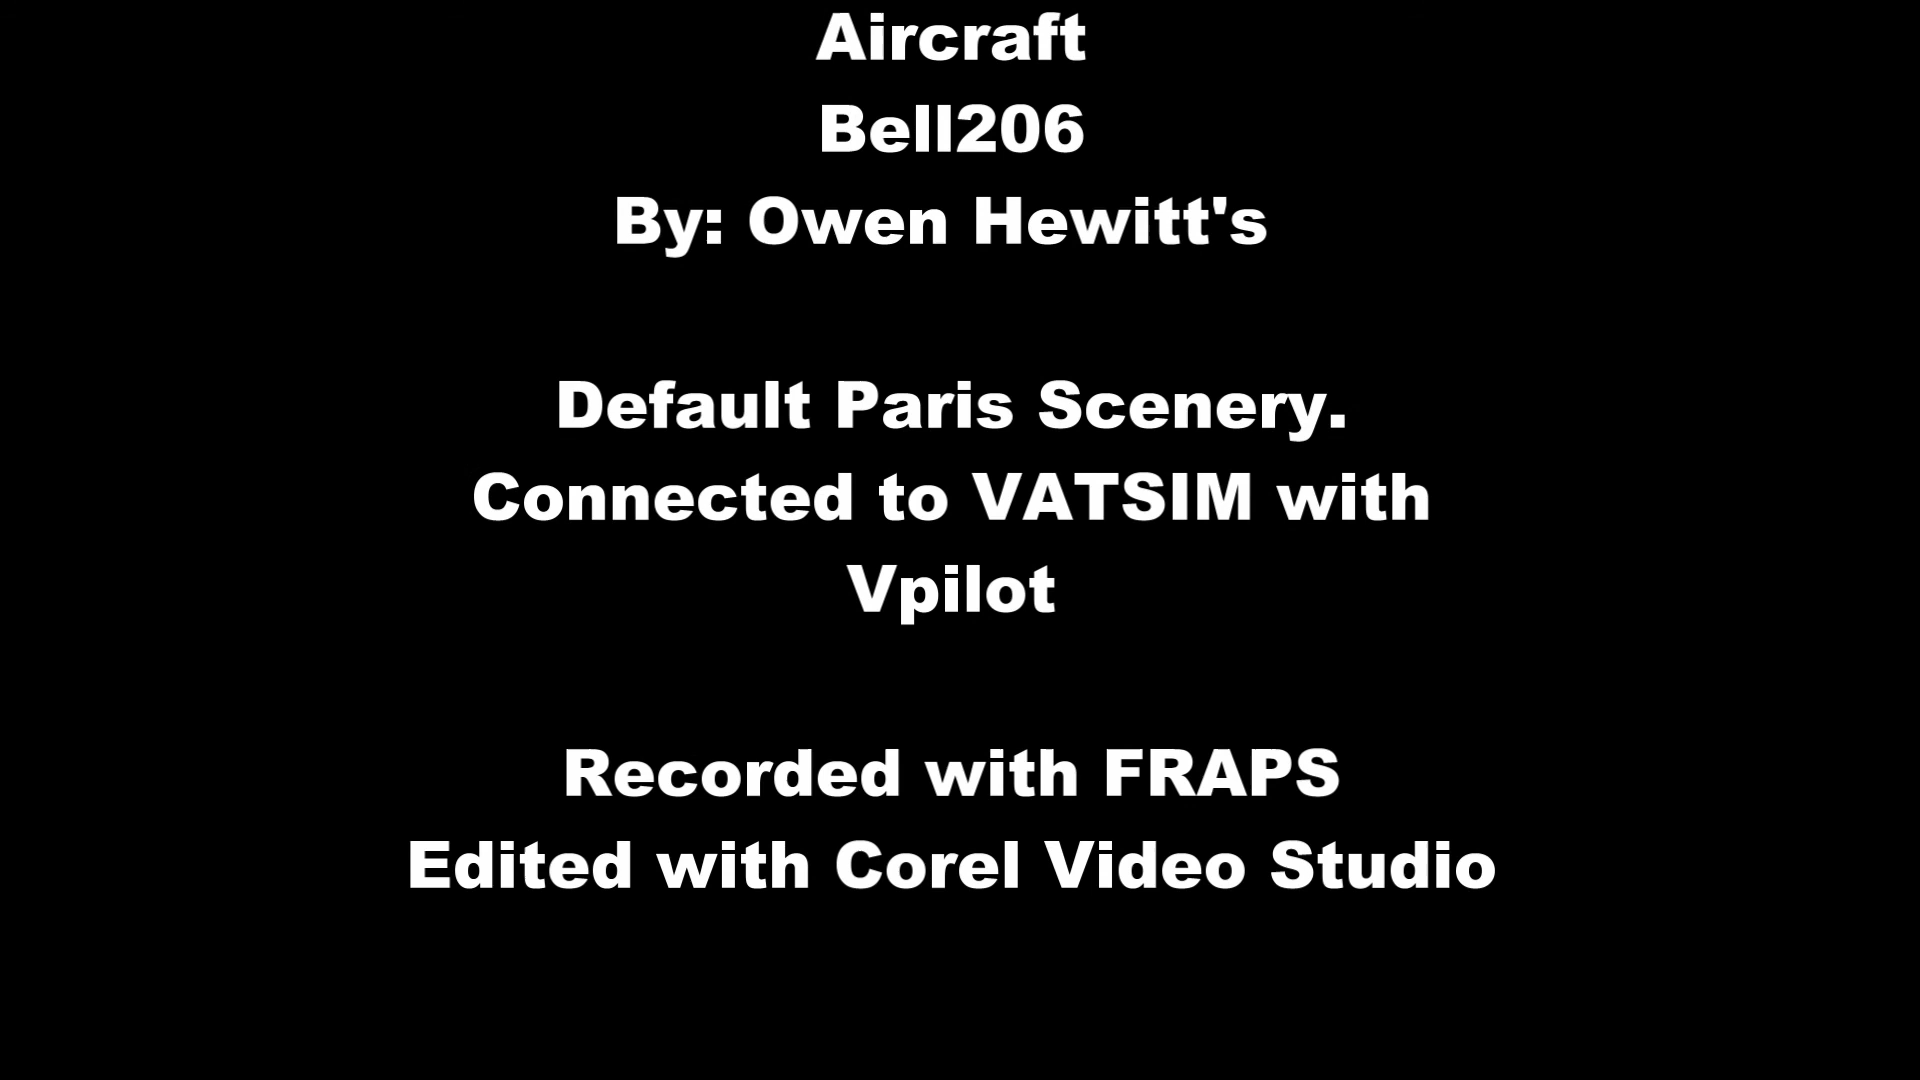 Aircraft
Bell206
By: Owen Hewitt's
Default Paris Scenery.
Connected to VATSIM with
Vpilot
Recorded with FRAPS
Edited with Corel Video Studio